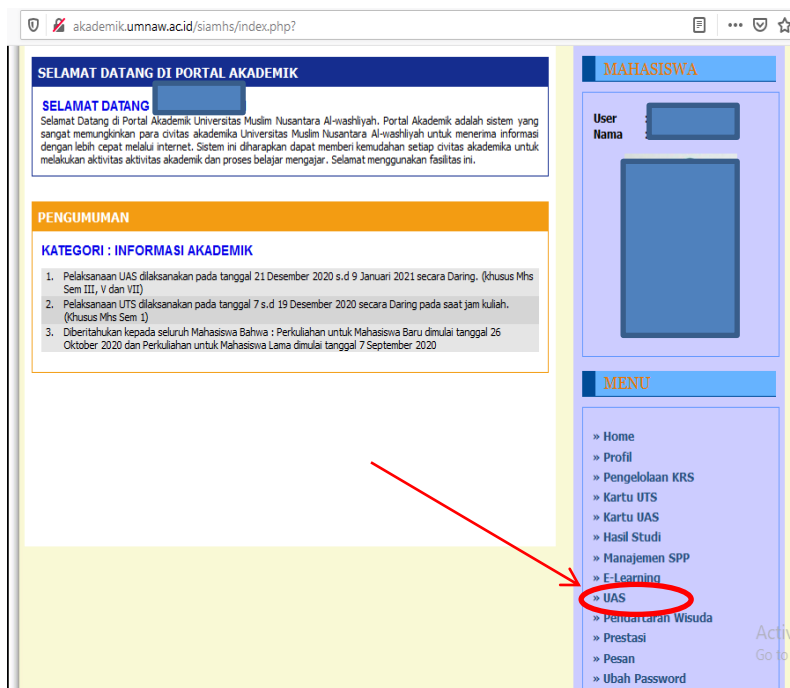 akademik.umnaw.ac.id/siamhs/index.php?
SELAMAT DATANG DI PORTAL AKADEMIK
SELAMAT DATANG
Selamat Datang di Portal Akademik Universitas Muslim Nusantara Al-washliyah. Portal Akademik adalah sistem yang
sangat memungkinkan para civitas akademika Universitas Muslim Nusantara Al-washliyah untuk menerima informasi
dengan lebih cepat melalui internet. Sistem ini diharapkan dapat memberi kemudahan setiap civitas akademika untuk
melakukan aktivitas aktivitas akademik dan proses belajar mengajar. Selamat menggunakan fasilitas ini.
PENGUMUMAN
KATEGORI : INFORMASI AKADEMIK
1. Pelaksanaan UAS dilaksanakan pada tanggal 21 Desember 2020 s.d 9 Januari 2021 secara Daring. (khusus Mhs
Sem III, V dan VII)
2. Pelaksanaan UTS dilaksanakan pada tanggal 7 s.d 19 Desember 2020 secara Daring pada saat jam kuliah.
(Khusus Mhs Sem 1)
3. Diberitahukan kepada seluruh Mahasiswa Bahwa : Perkuliahan untuk Mahasiswa Baru dimulai tanggal 26
Oktober 2020 dan Perkuliahan untuk Mahasiswa Lama dimulai tanggal 7 September 2020
MAHASISWA
User :
Nama :
MENU
» Home
» Profil
» Pengelolaan KRS
» Kartu UTS
» Kartu UAS
» Hasil Studi
» Manajemen SPP
» E-Learning
» UAS
» Pendaftaran Wisuda
» Prestasi
» Pesan
» Ubah Password
Go to